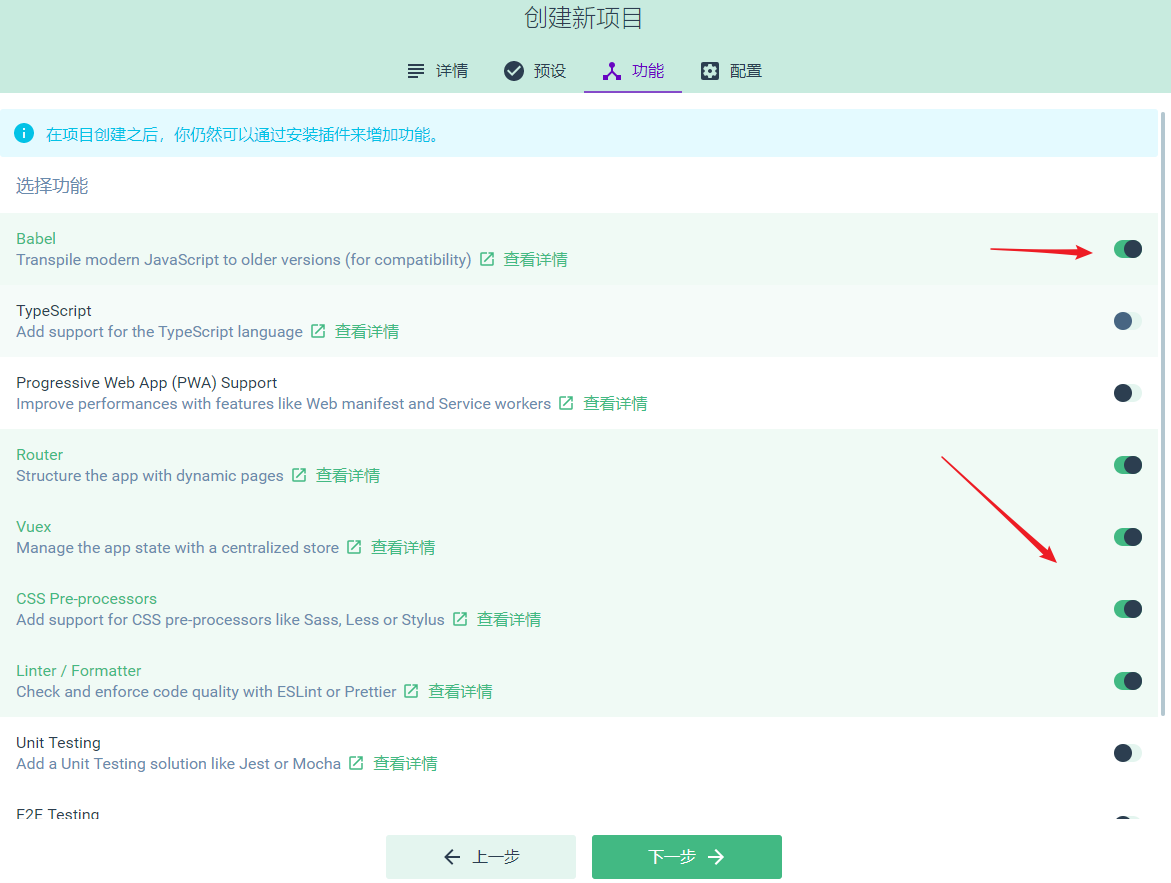 创建新项目
详情 预设 功能 配置
在项目创建之后，你仍然可以通过安装插件来增加功能。
选择功能
Babel
Transpile modern JavaScript to older versions (for compatibility) 查看详情
TypeScript
Add support for the TypeScript language 查看详情
Progressive Web App (PWA) Support
Improve performances with features like Web manifest and Service workers 查看详情
Router
Structure the app with dynamic pages 查看详情
Vuex
Manage the app state with a centralized store 查看详情
CSS Pre-processors
Add support for CSS pre-processors like Sass, Less or Stylus 查看详情
Linter / Formatter
Check and enforce code quality with ESLint or Prettier 查看详情
Unit Testing
Add a Unit Testing solution like Jest or Mocha 查看详情
E2E Testing
上一步 下一步